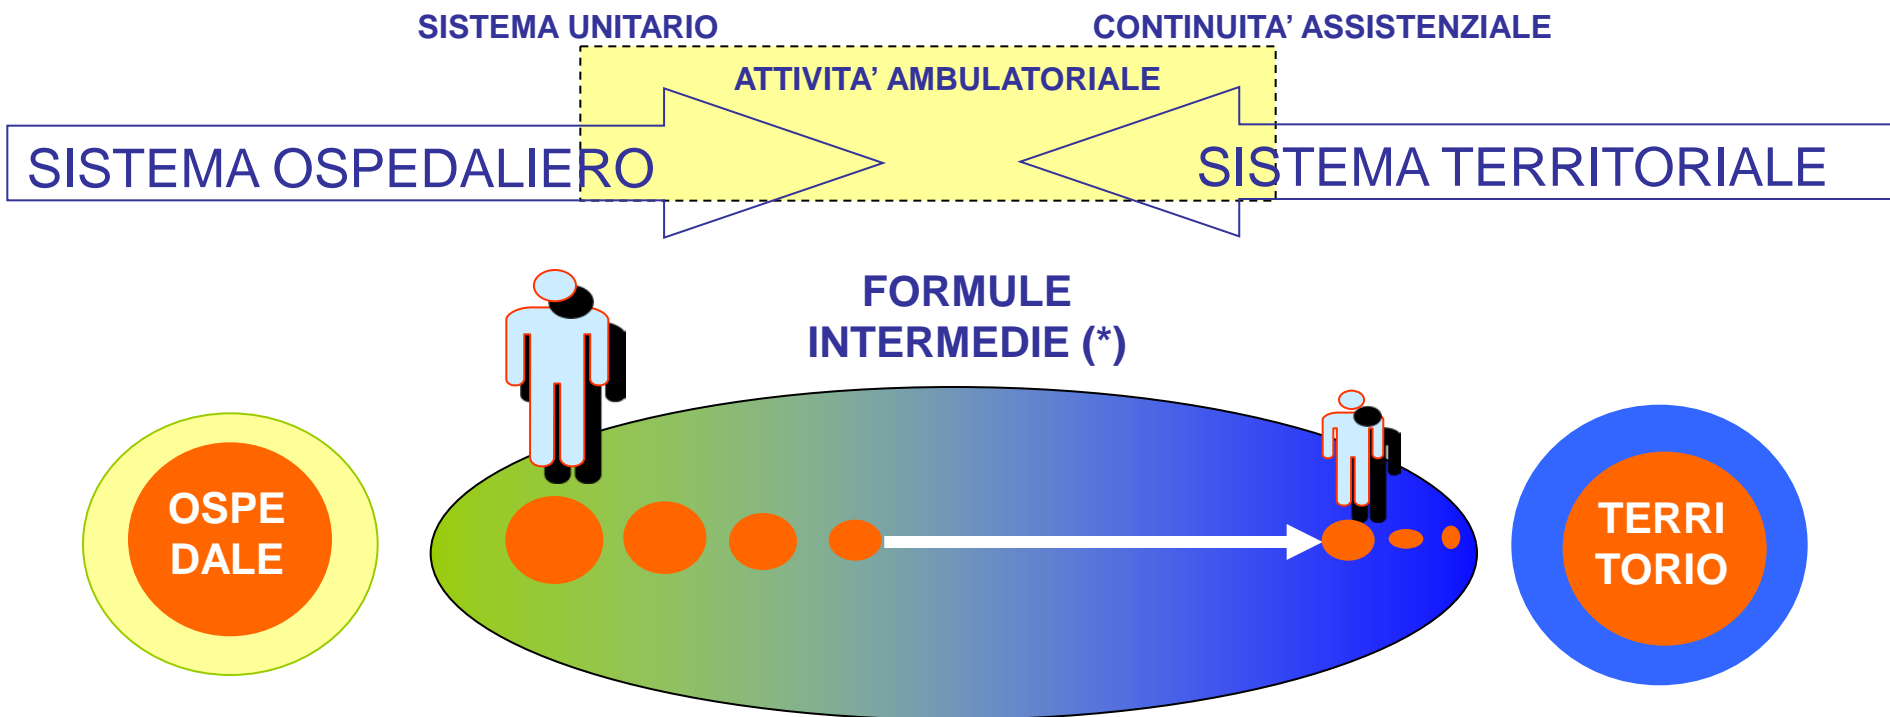 SISTEMA UNITARIO
CONTINUITA’ ASSISTENZIALE
ATTIVITA’ AMBULATORIALE
SISTEMA OSPEDALIERO
SISTEMA TERRITORIALE
FORMULE
INTERMEDIE (*)
OSPE
DALE
TERRI
TORIO